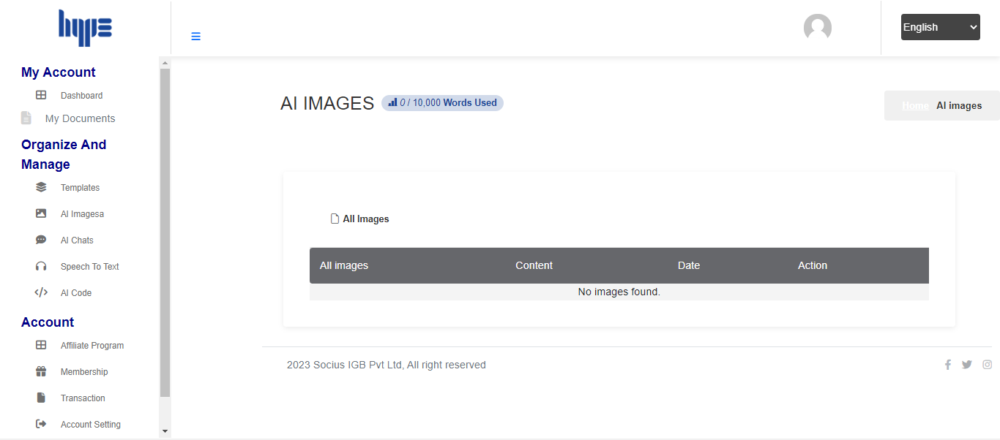 hype
English
My Account
Dashboard
My Documents
Organize And
Manage
Templates
AI Imagesa
AI Chats
Speech To Text
AI Code
Account
Affiliate Program
Membership
Transaction
Account Setting
AI IMAGES
0 / 10,000 Words Used
Home AI images
All Images
All images Content Date Action
No images found.
2023 Socius IGB Pvt Ltd, All right reserved